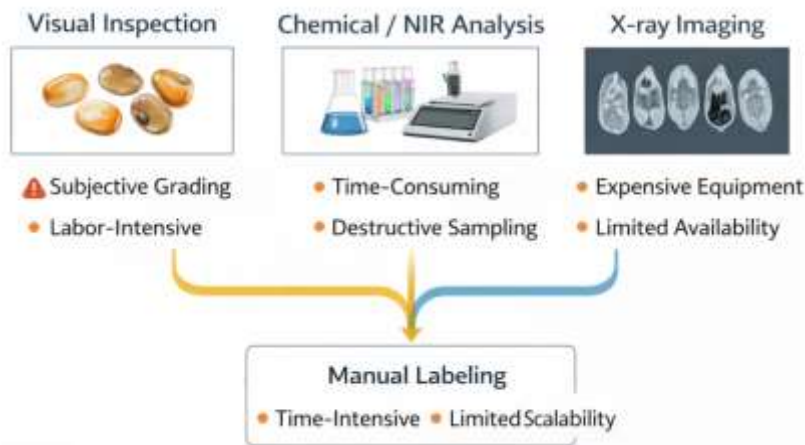 Visual Inspection
Chemical / NIR Analysis
X-ray Imaging
Subjective Grading
Time-Consuming
Expensive Equipment
Labor-Intensive
Destructive Sampling
Limited Availability
Manual Labeling
Time-Intensive
Limited Scalability